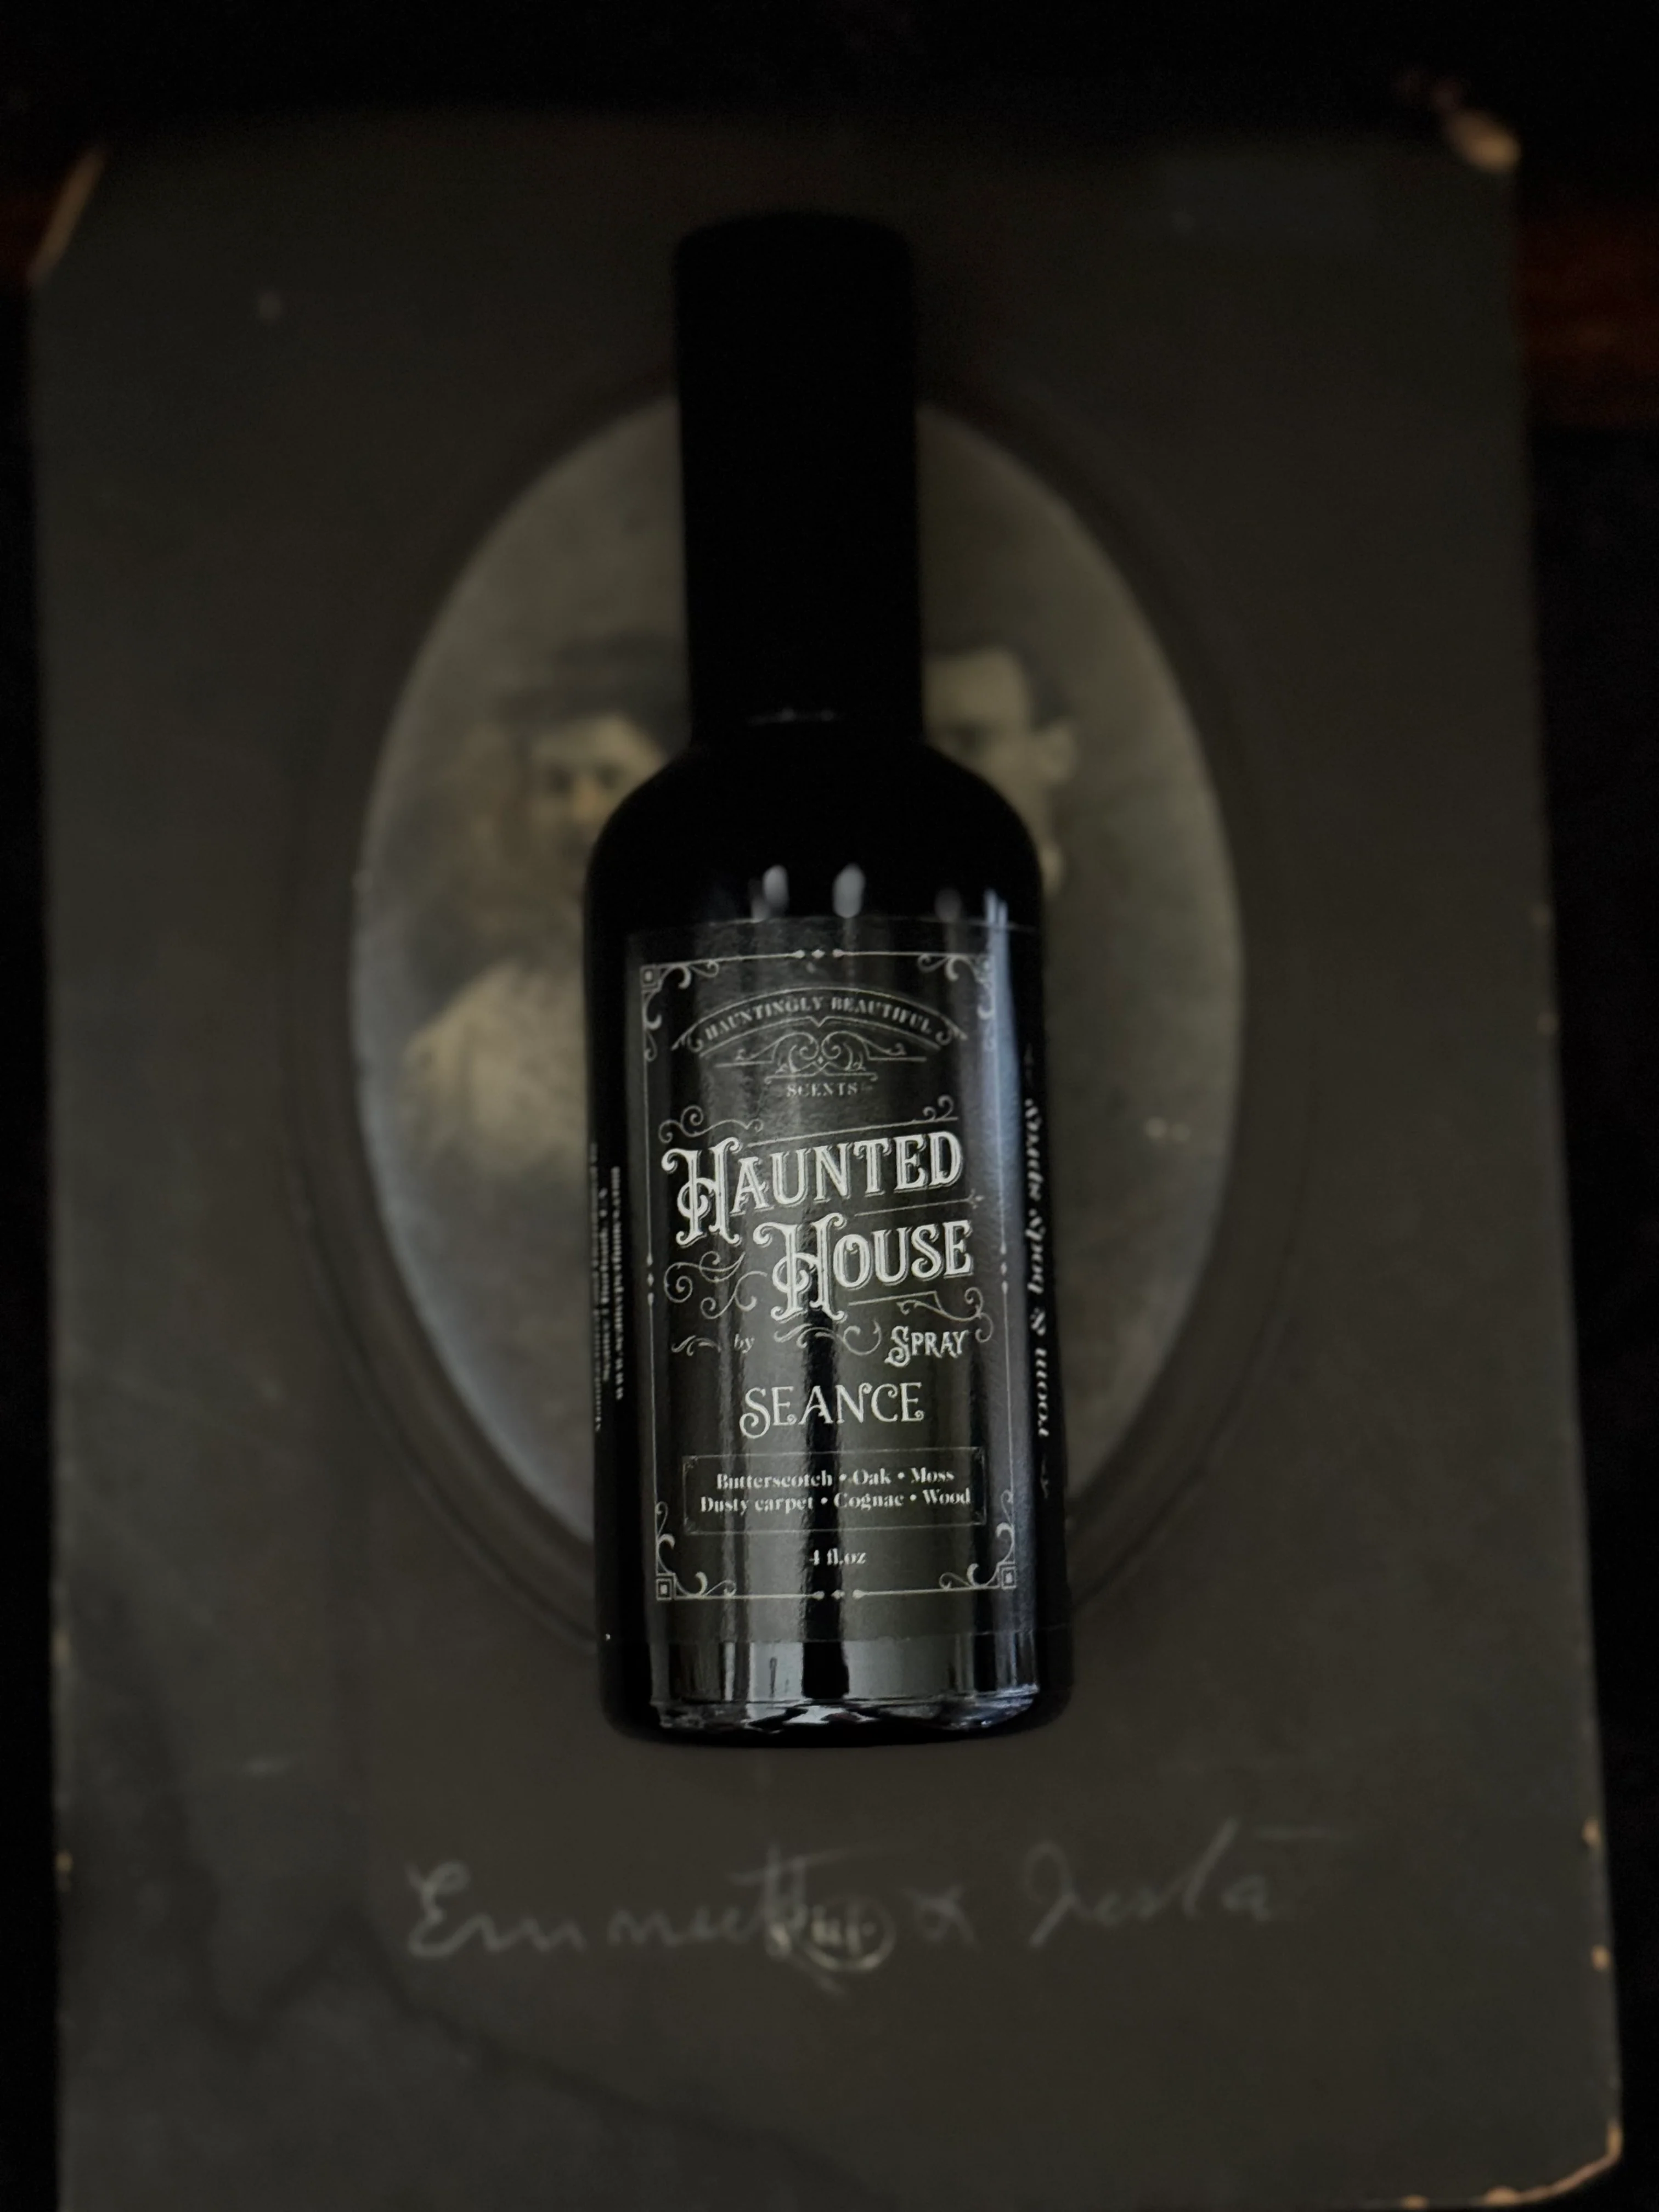 HAUNTINGLY BEAUTIFUL
SCENTS
HAUNTED
HOUSE
by SPRAY
SEANCE
Butterscotch • Oak • Moss
Dusty carpet • Cognac • Wood
4 fl.oz
room & body spray
Emmett &